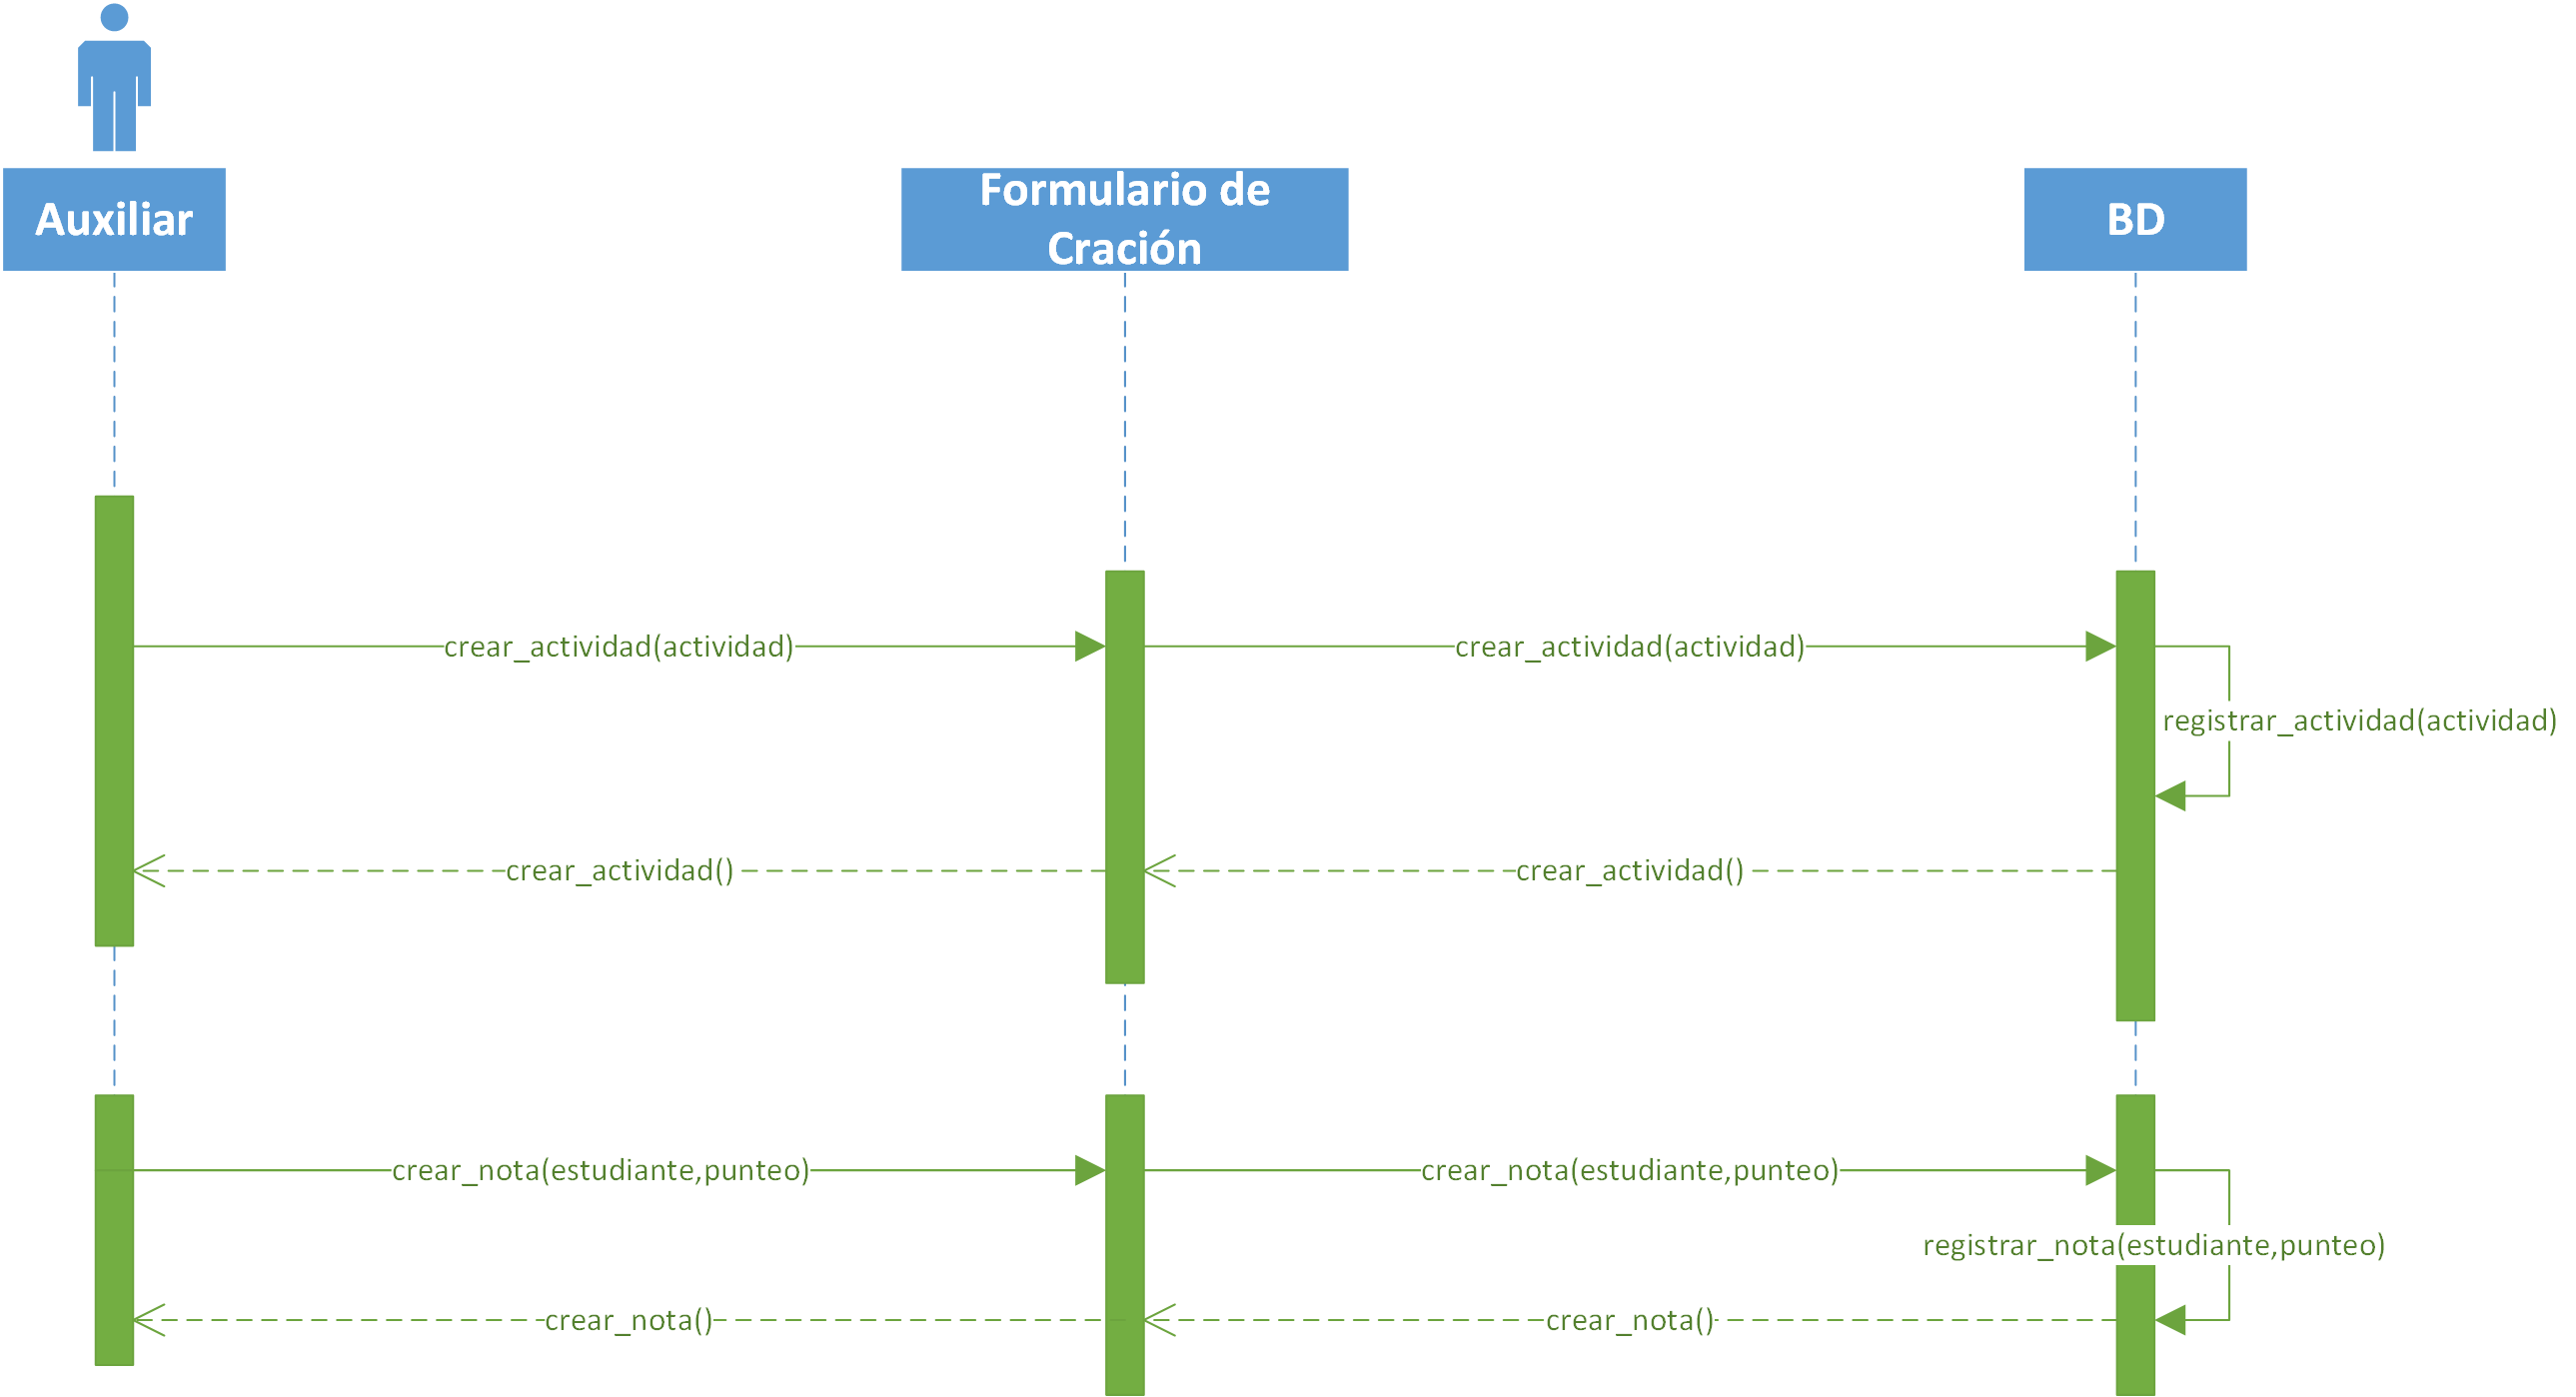 Auxiliar
Formulario de
Cración
BD
crear_actividad(actividad)
crear_actividad(actividad)
registrar_actividad(actividad)
crear_actividad()
crear_actividad()
crear_nota(estudiante,punteo)
crear_nota(estudiante,punteo)
registrar_nota(estudiante,punteo)
crear_nota()
crear_nota()